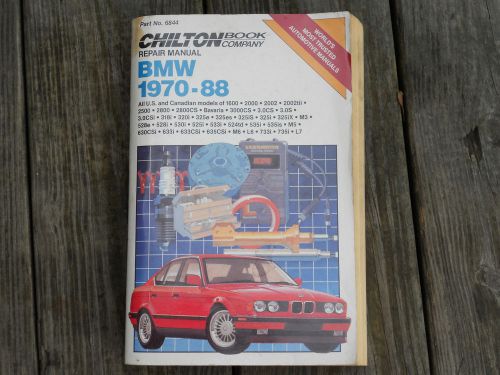 Part No. 6844
CHILTON BOOK COMPANY
REPAIR MANUAL
WORLD'S
MOST TRUSTED
AUTOMOTIVE MANUALS
BMW
1970-88
All U.S. and Canadian models of 1600 • 2000 • 2002 • 2002tii •
2500 • 2800 • 2800CS • Bavaria • 3000CS • 3.0CS • 3.0S •
3.0CSi • 318i • 320i • 325e • 325es • 325iS • 325i • 325iX • M3 •
528e • 528i • 530i • 525i • 533i • 524td • 535i • 535is • M5 •
630CSi • 633i • 633CSi • 635CSi • M6 • L6 • 733i • 735i • L7